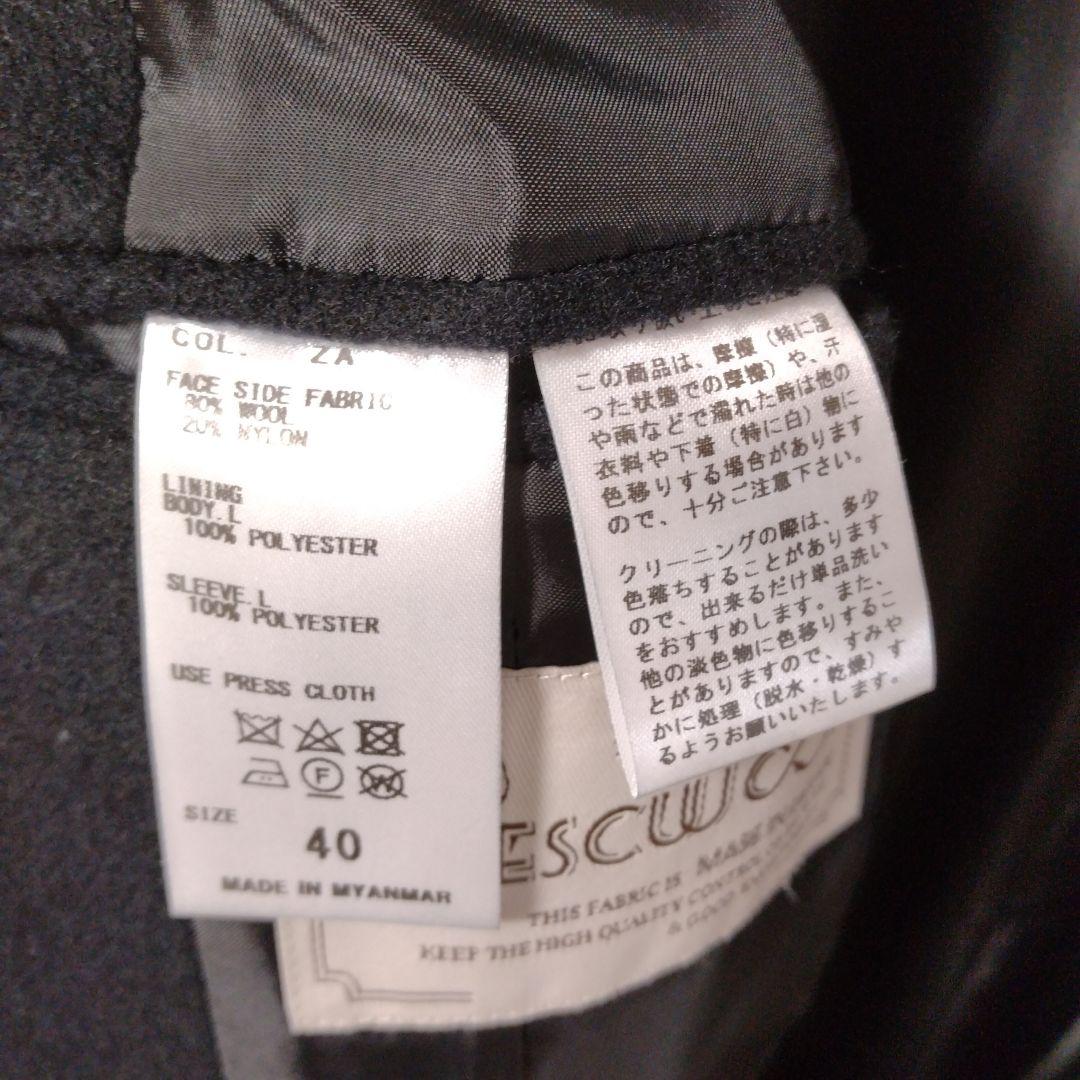 COL. ZA
FACE SIDE FABRIC
80% WOOL
20% NYLON
LINING
BODY.L
100% POLYESTER
SLEEVE.L
100% POLYESTER
USE PRESS CLOTH
F
W
SIZE
40
MADE IN MYANMAR
この商品は、摩擦(特に湿
った状態での摩擦)や、汗
や雨などで濡れた時は他の
衣料や下着(特に白)物に
色移りする場合があります
ので、十分ご注意下さい。
クリーニングの際は、多少
色落ちすることがあります
ので、出来るだけ単品洗い
をおすすめします。また、
他の淡色物に色移りするこ
とがありますので、すみや
かに処理(脱水・乾燥)す
るようお願いいたします。
MADE IN
THIS FABRIC IS
KEEP THE HIGH QUALITY CONTROL
& GOOD